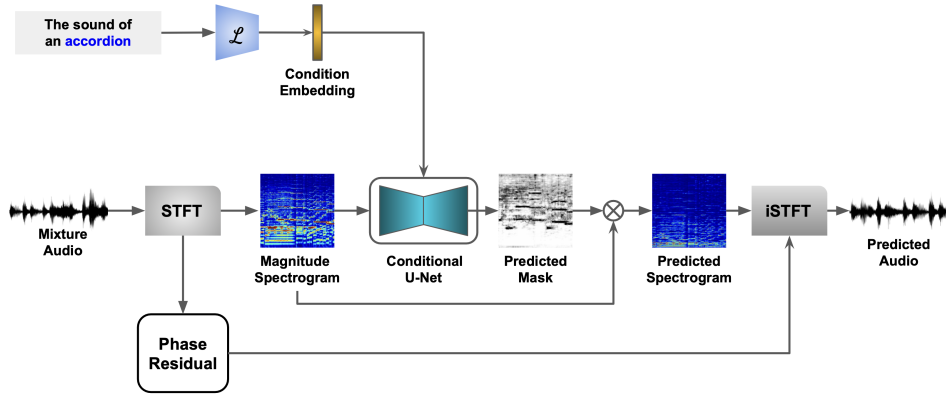 The sound of
an accordion
ℒ
Condition
Embedding
STFT
iSTFT
Mixture
Audio
Magnitude
Spectrogram
Conditional
U-Net
Predicted
Mask
Predicted
Spectrogram
Predicted
Audio
Phase
Residual